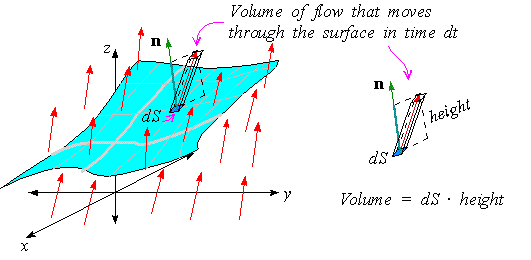 Volume of flow that moves
through the surface in time dt
z
n
dS
y
x
n
height
dS
Volume = dS · height